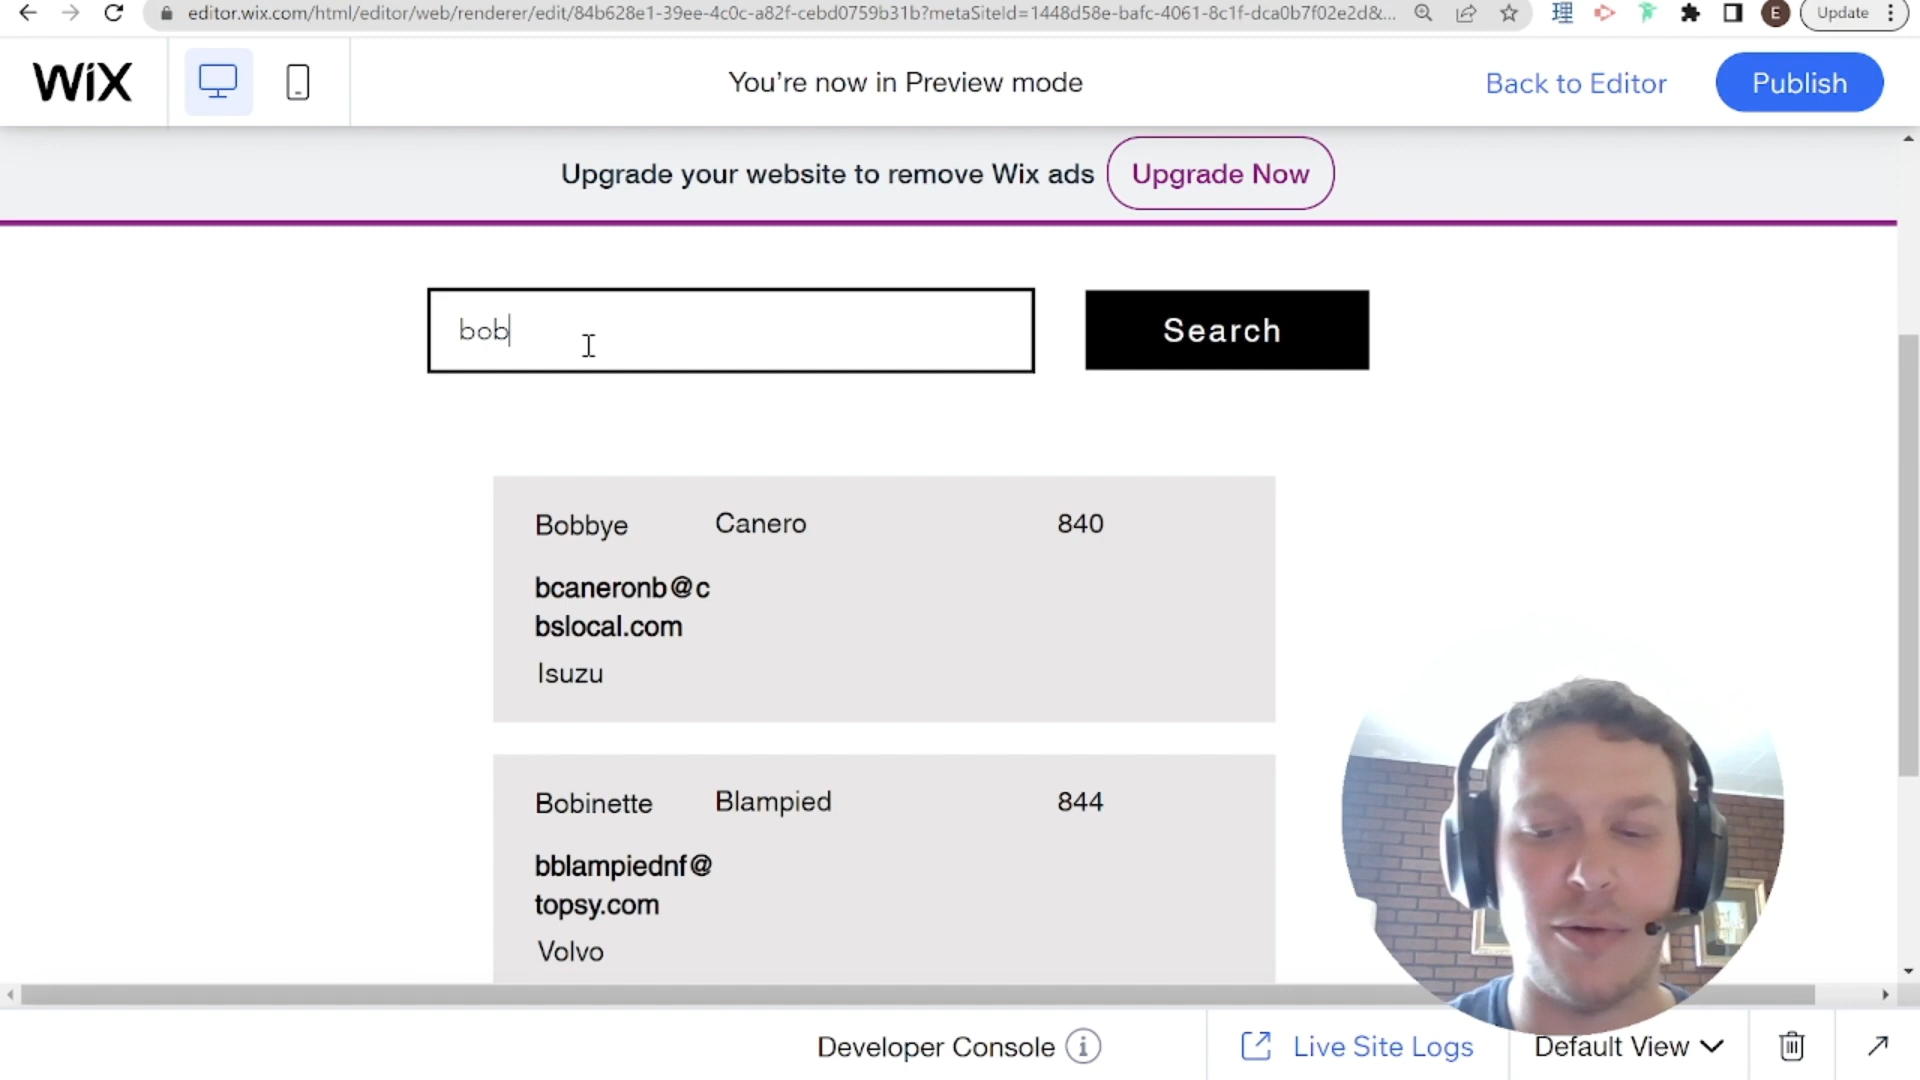 editor.wix.com/html/editor/web/renderer/edit/84b628e1-39ee-4c0c-a82f-cebd0759b31b?metaSiteId=1448d58e-bafc-4061-8c1f-dca0b7f02e2d&...
理
E
Update
WiX
You're now in Preview mode
Back to Editor
Publish
Upgrade your website to remove Wix ads
Upgrade Now
bob
Search
Bobbye Canero 840
bcaneronb@c
bslocal.com
Isuzu
Bobinette Blampied 844
bblampiednf@
topsy.com
Volvo
Developer Console
Live Site Logs
Default View